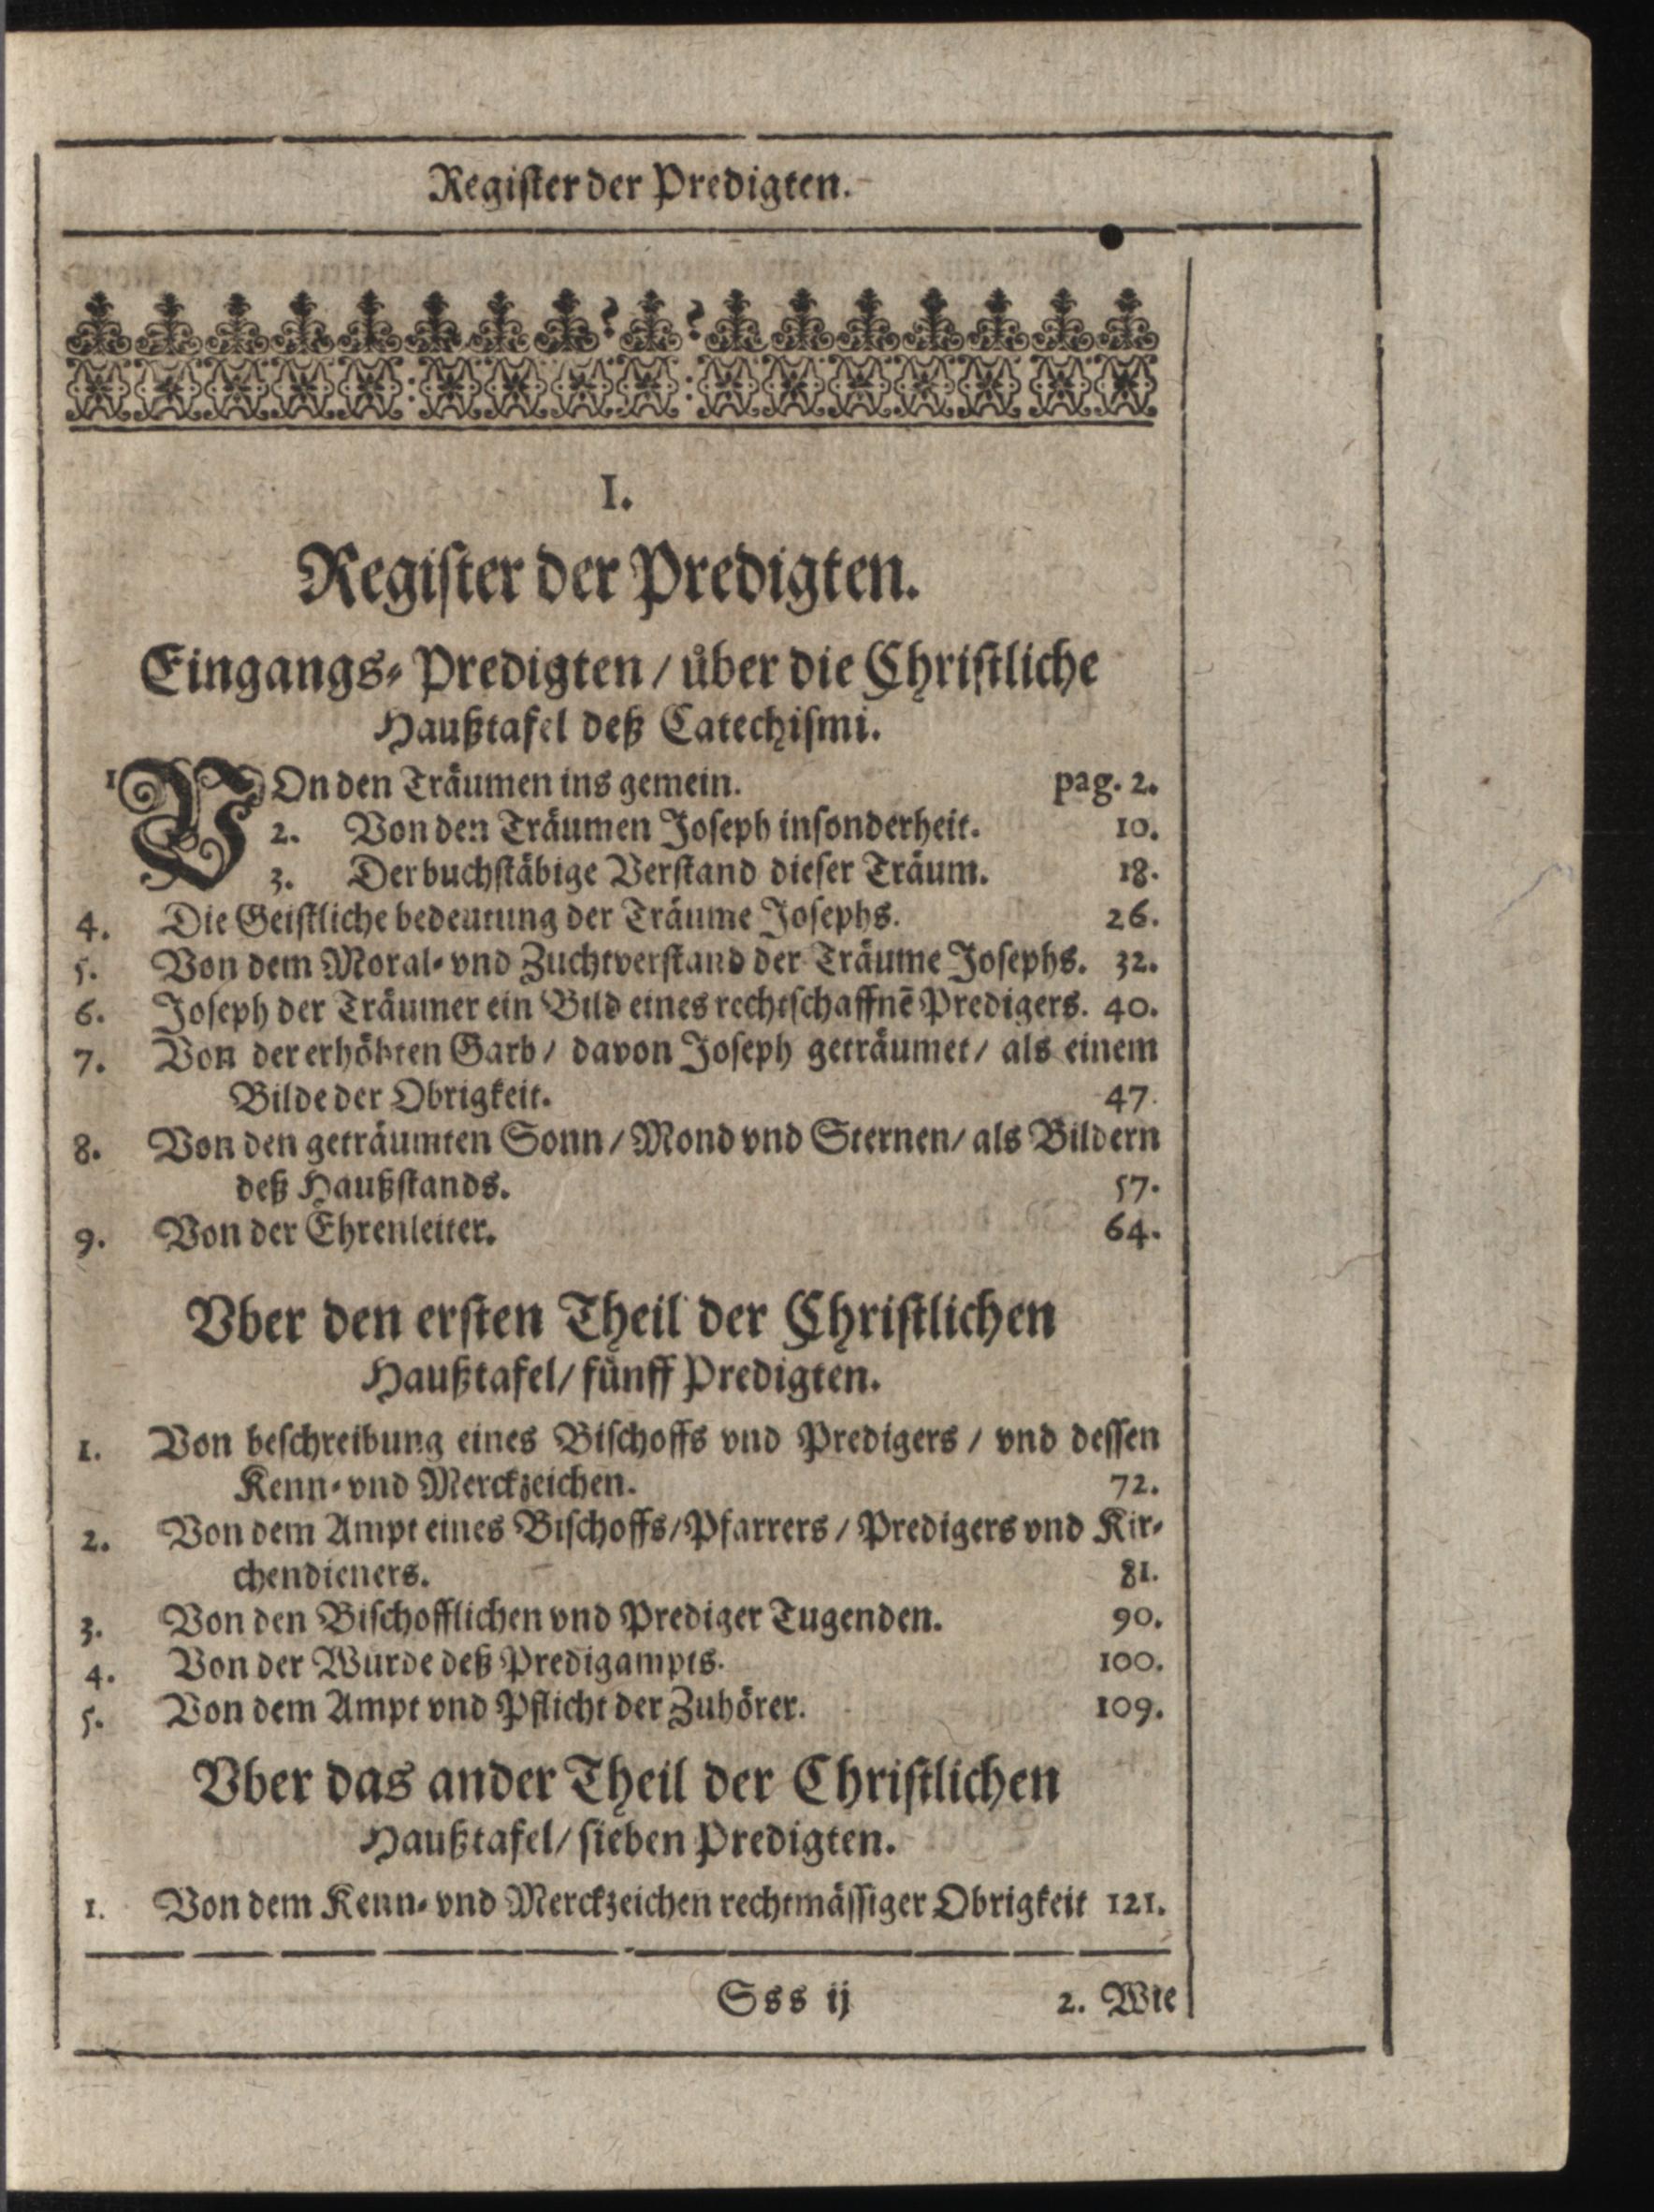 Register der Predigten.
I.
Register der Predigten.
Eingangs-Predigten / über die Christliche
Haußtafel deß Catechismi.
1 VOn den Träumen ins gemein. pag. 2.
2. Von den Träumen Joseph insonderheit. 10.
3. Der buchstäbige Verstand dieser Träum. 18.
4. Die Geistliche bedeutung der Träume Josephs. 26.
5. Von dem Moral- vnd Zuchtverstand der Träume Josephs. 32.
6. Joseph der Träumer ein Bild eines rechtschaffnē Predigers. 40.
7. Von der erhöhten Garb / davon Joseph geträumet / als einem
Bilde der Obrigkeit. 47.
8. Von den geträumten Sonn / Mond vnd Sternen / als Bildern
deß Haußstands. 57.
9. Von der Ehrenleiter. 64.
Vber den ersten Theil der Christlichen
Haußtafel / fünff Predigten.
1. Von beschreibung eines Bischoffs vnd Predigers / vnd dessen
Kenn- vnd Merckzeichen. 72.
2. Von dem Ampt eines Bischoffs / Pfarrers / Predigers vnd Kir-
chendieners. 81.
3. Von den Bischofflichen vnd Prediger Tugenden. 90.
4. Von der Würde deß Predigampts. 100.
5. Von dem Ampt vnd Pflicht der Zuhörer. 109.
Vber das ander Theil der Christlichen
Haußtafel / sieben Predigten.
1. Von dem Kenn- vnd Merckzeichen rechtmässiger Obrigkeit 121.
Sss ij 2. Wie